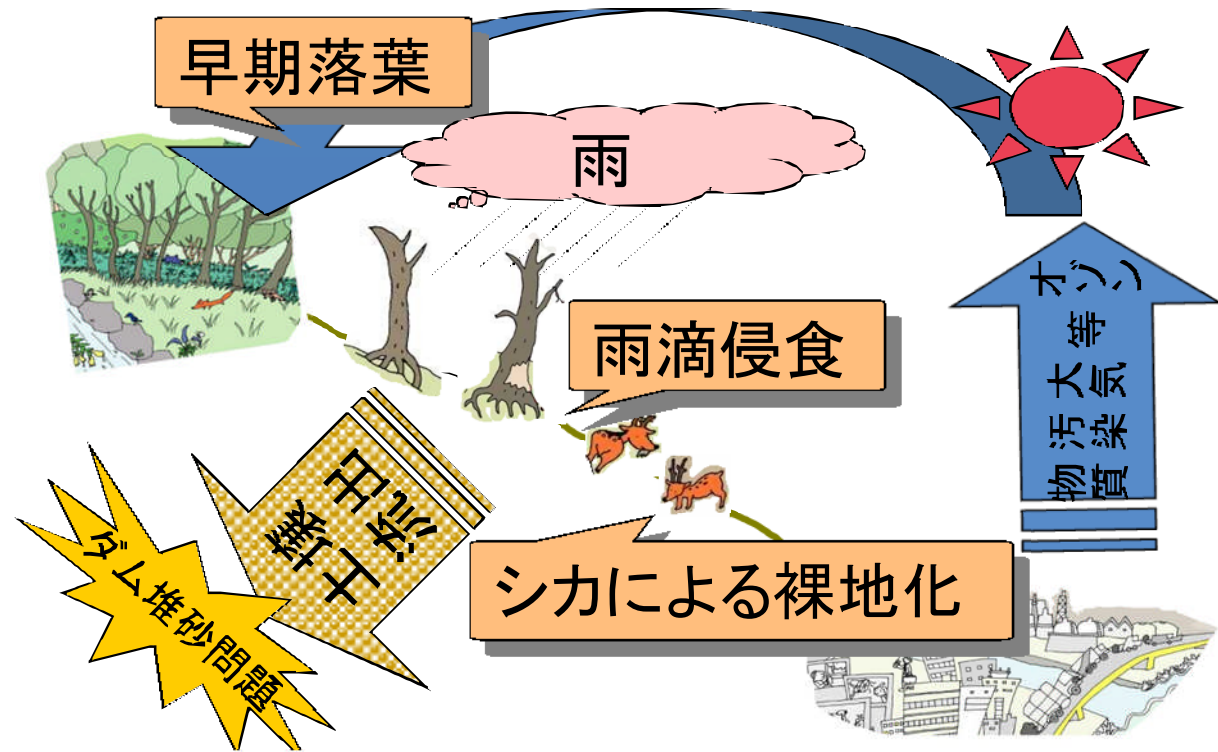 早期落葉
雨
オゾン
等
大気
汚染
物質
雨滴侵食
土壌
流出
シカによる裸地化
ダム堆砂問題